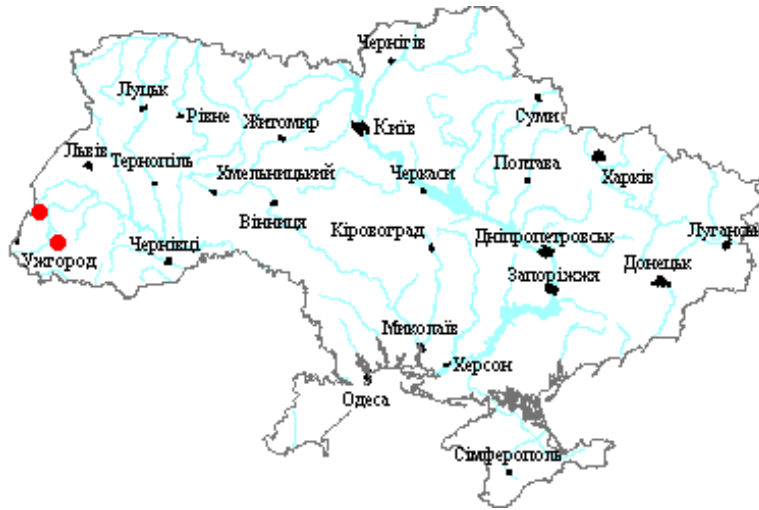 Чернігів
Луцьк
Рівне
Житомир
Київ
Суми
Львів
Тернопіль
Хмельницький
Черкаси
Полтава
Харків
Вінниця
Ужгород
Чернівці
Кіровоград
Дніпропетровськ
Луганськ
Запоріжжя
Донецьк
Миколаїв
Херсон
Одеса
Сімферополь